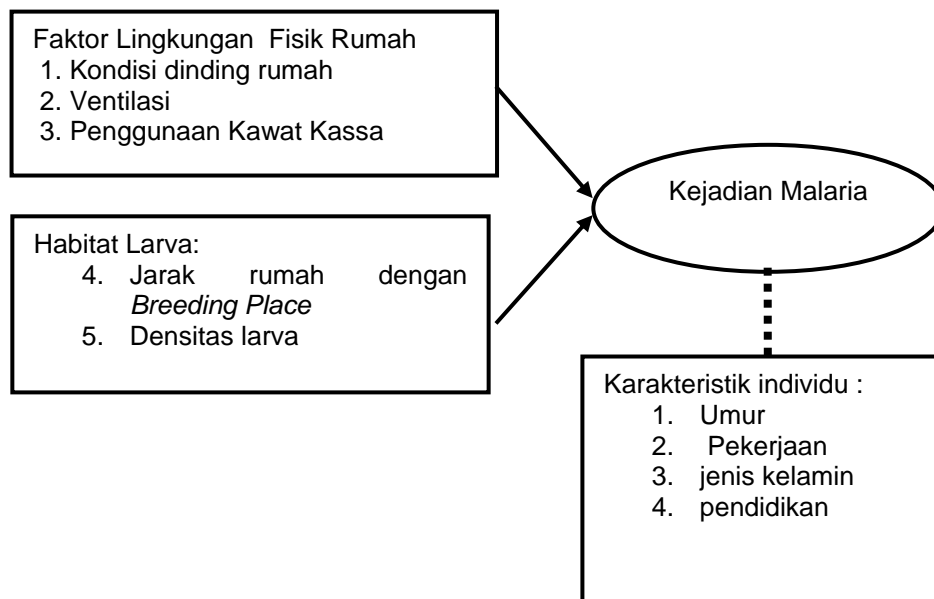 Faktor Lingkungan Fisik Rumah
1. Kondisi dinding rumah
2. Ventilasi
3. Penggunaan Kawat Kassa
Kejadian Malaria
Habitat Larva:
4. Jarak rumah dengan
Breeding Place
5. Densitas larva
Karakteristik individu :
1. Umur
2. Pekerjaan
3. jenis kelamin
4. pendidikan